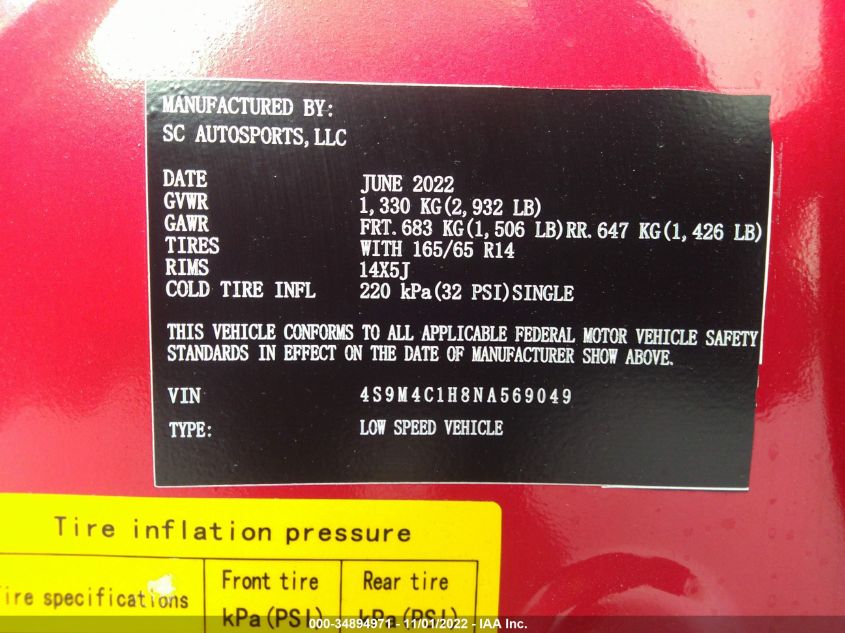 MANUFACTURED BY:
SC AUTOSPORTS, LLC
DATE JUNE 2022
GVWR 1,330 KG(2,932 LB)
GAWR FRT. 683 KG(1,506 LB)RR. 647 KG(1,426 LB)
TIRES WITH 165/65 R14
RIMS 14X5J
COLD TIRE INFL 220 kPa(32 PSI)SINGLE
THIS VEHICLE CONFORMS TO ALL APPLICABLE FEDERAL MOTOR VEHICLE SAFETY
STANDARDS IN EFFECT ON THE DATE OF MANUFACTURER SHOW ABOVE.
VIN 4S9M4C1H8NA569049
TYPE: LOW SPEED VEHICLE
Tire inflation pressure
Tire specifications Front tire Rear tire
kPa(PSI) kPa(PSI)
000-34894971 - 11/01/2022 - IAA Inc.